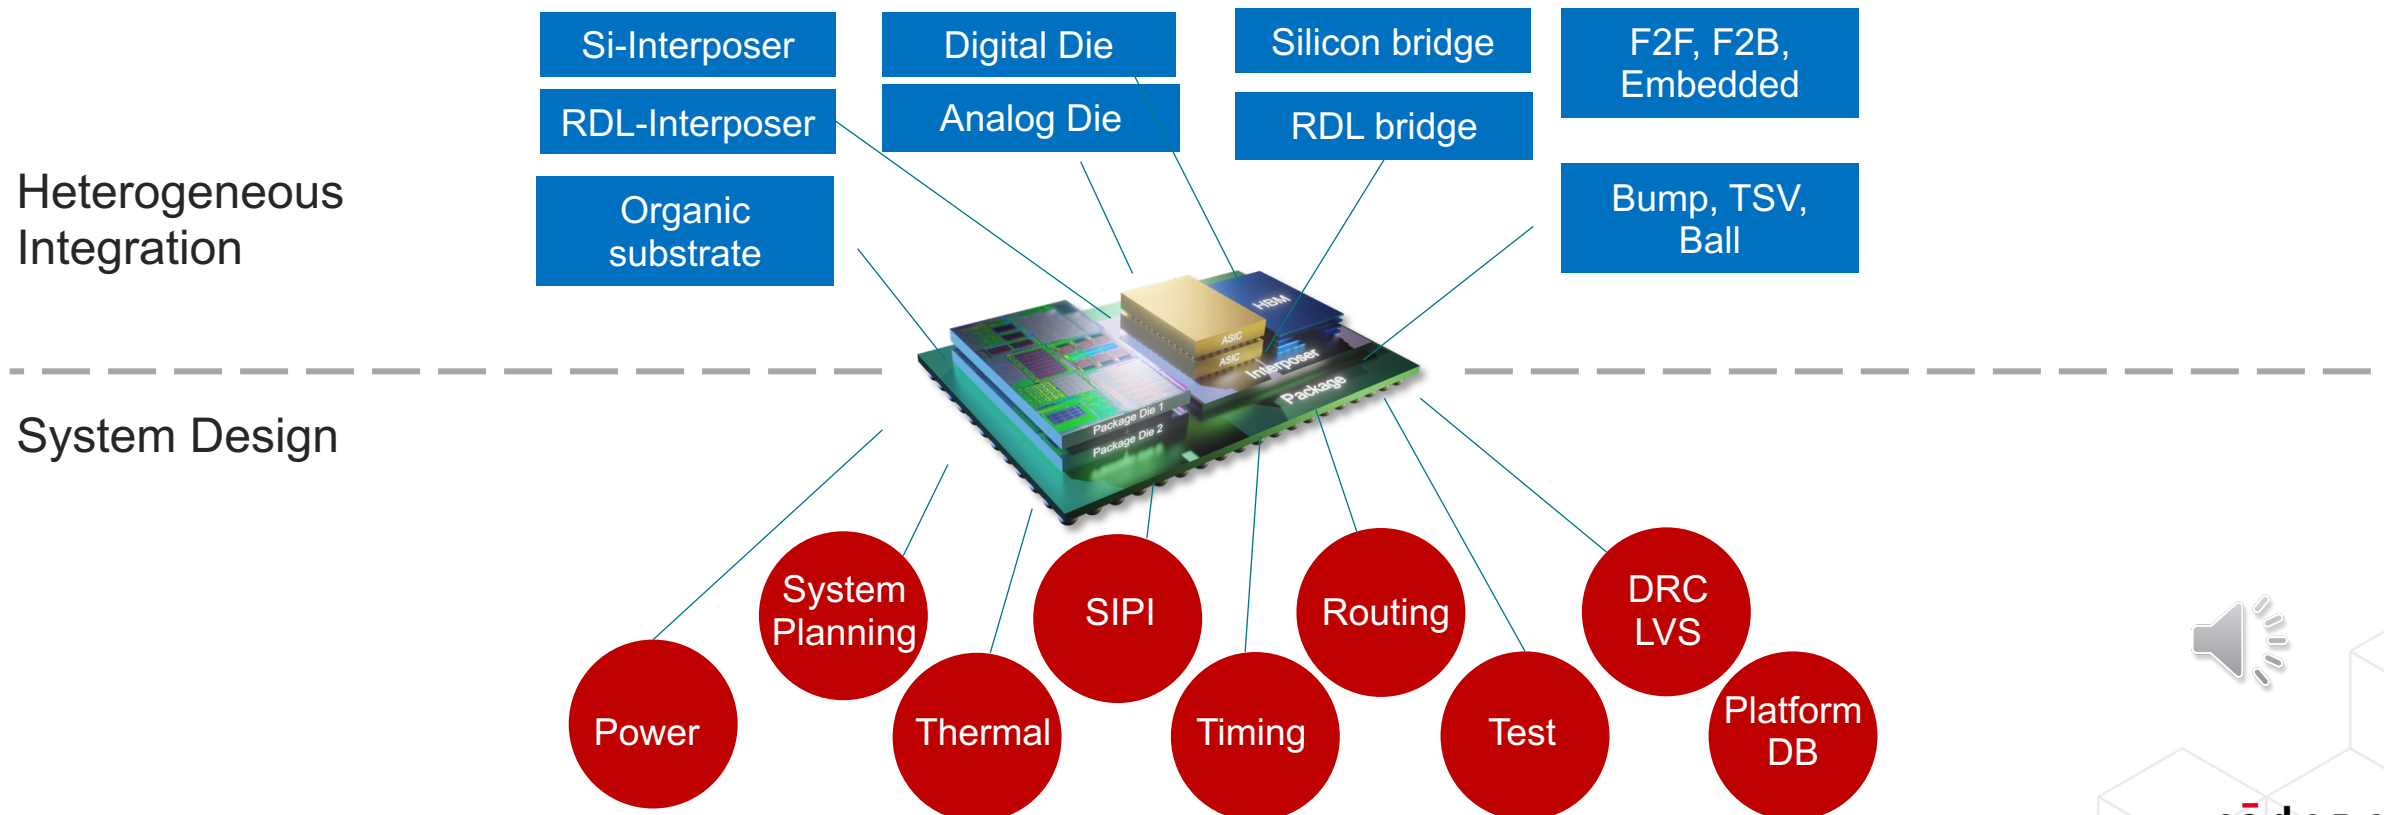 Si-Interposer
Digital Die
Silicon bridge
F2F, F2B,
Embedded
RDL-Interposer
Analog Die
RDL bridge
Heterogeneous
Integration
Organic
substrate
Bump, TSV,
Ball
HBM
ASIC
ASIC
Interposer
Package
Package Die 1
Package Die 2
System Design
System
Planning
SIPI
Routing
DRC
LVS
Power
Thermal
Timing
Test
Platform
DB